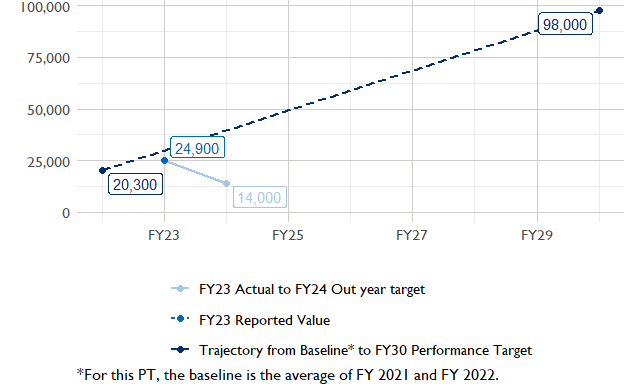 100,000
98,000
75,000
50,000
24,900
25,000
20,300
14,000
0
FY23 FY25 FY27 FY29
FY23 Actual to FY24 Out year target
FY23 Reported Value
Trajectory from Baseline* to FY30 Performance Target
*For this PT, the baseline is the average of FY 2021 and FY 2022.